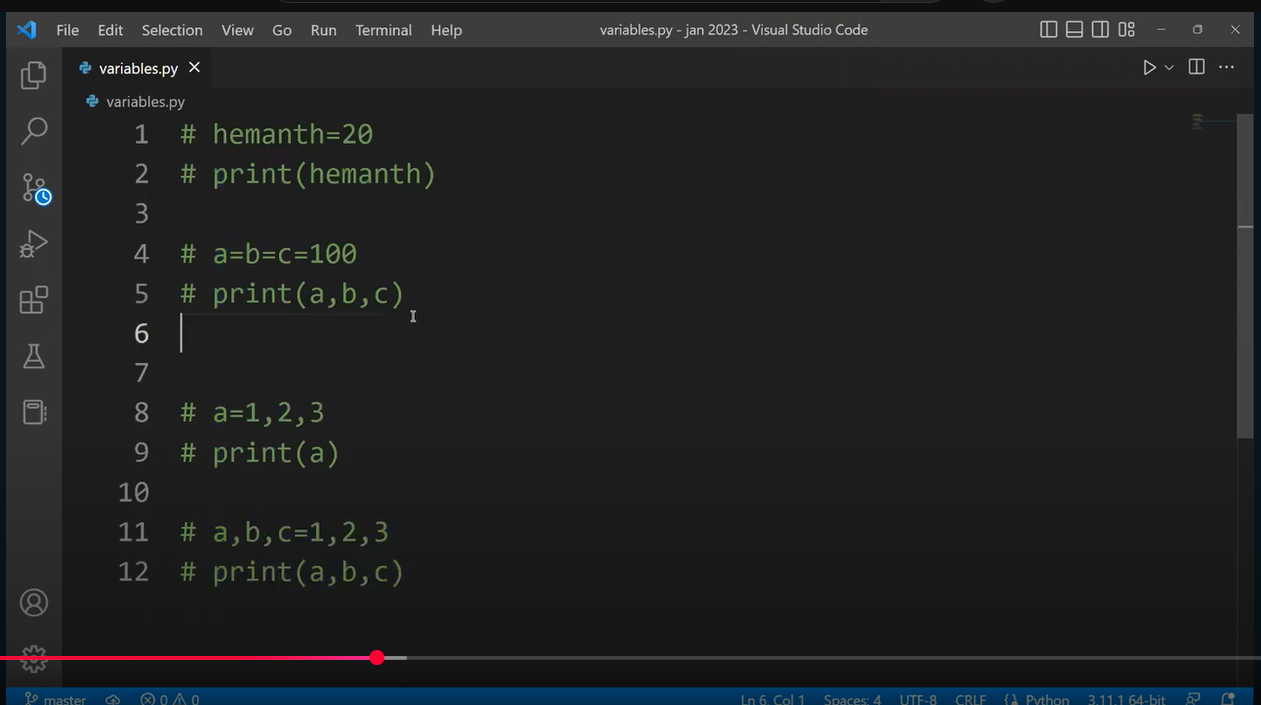 File Edit Selection View Go Run Terminal Help variables.py - jan 2023 - Visual Studio Code
variables.py
variables.py
1 # hemanth=20
2 # print(hemanth)
3
4 # a=b=c=100
5 # print(a,b,c)
6
7
8 # a=1,2,3
9 # print(a)
10
11 # a,b,c=1,2,3
12 # print(a,b,c)
master 0 0 Ln 6, Col 1 Spaces: 4 UTF-8 CRLF Python 3.11.1 64-bit